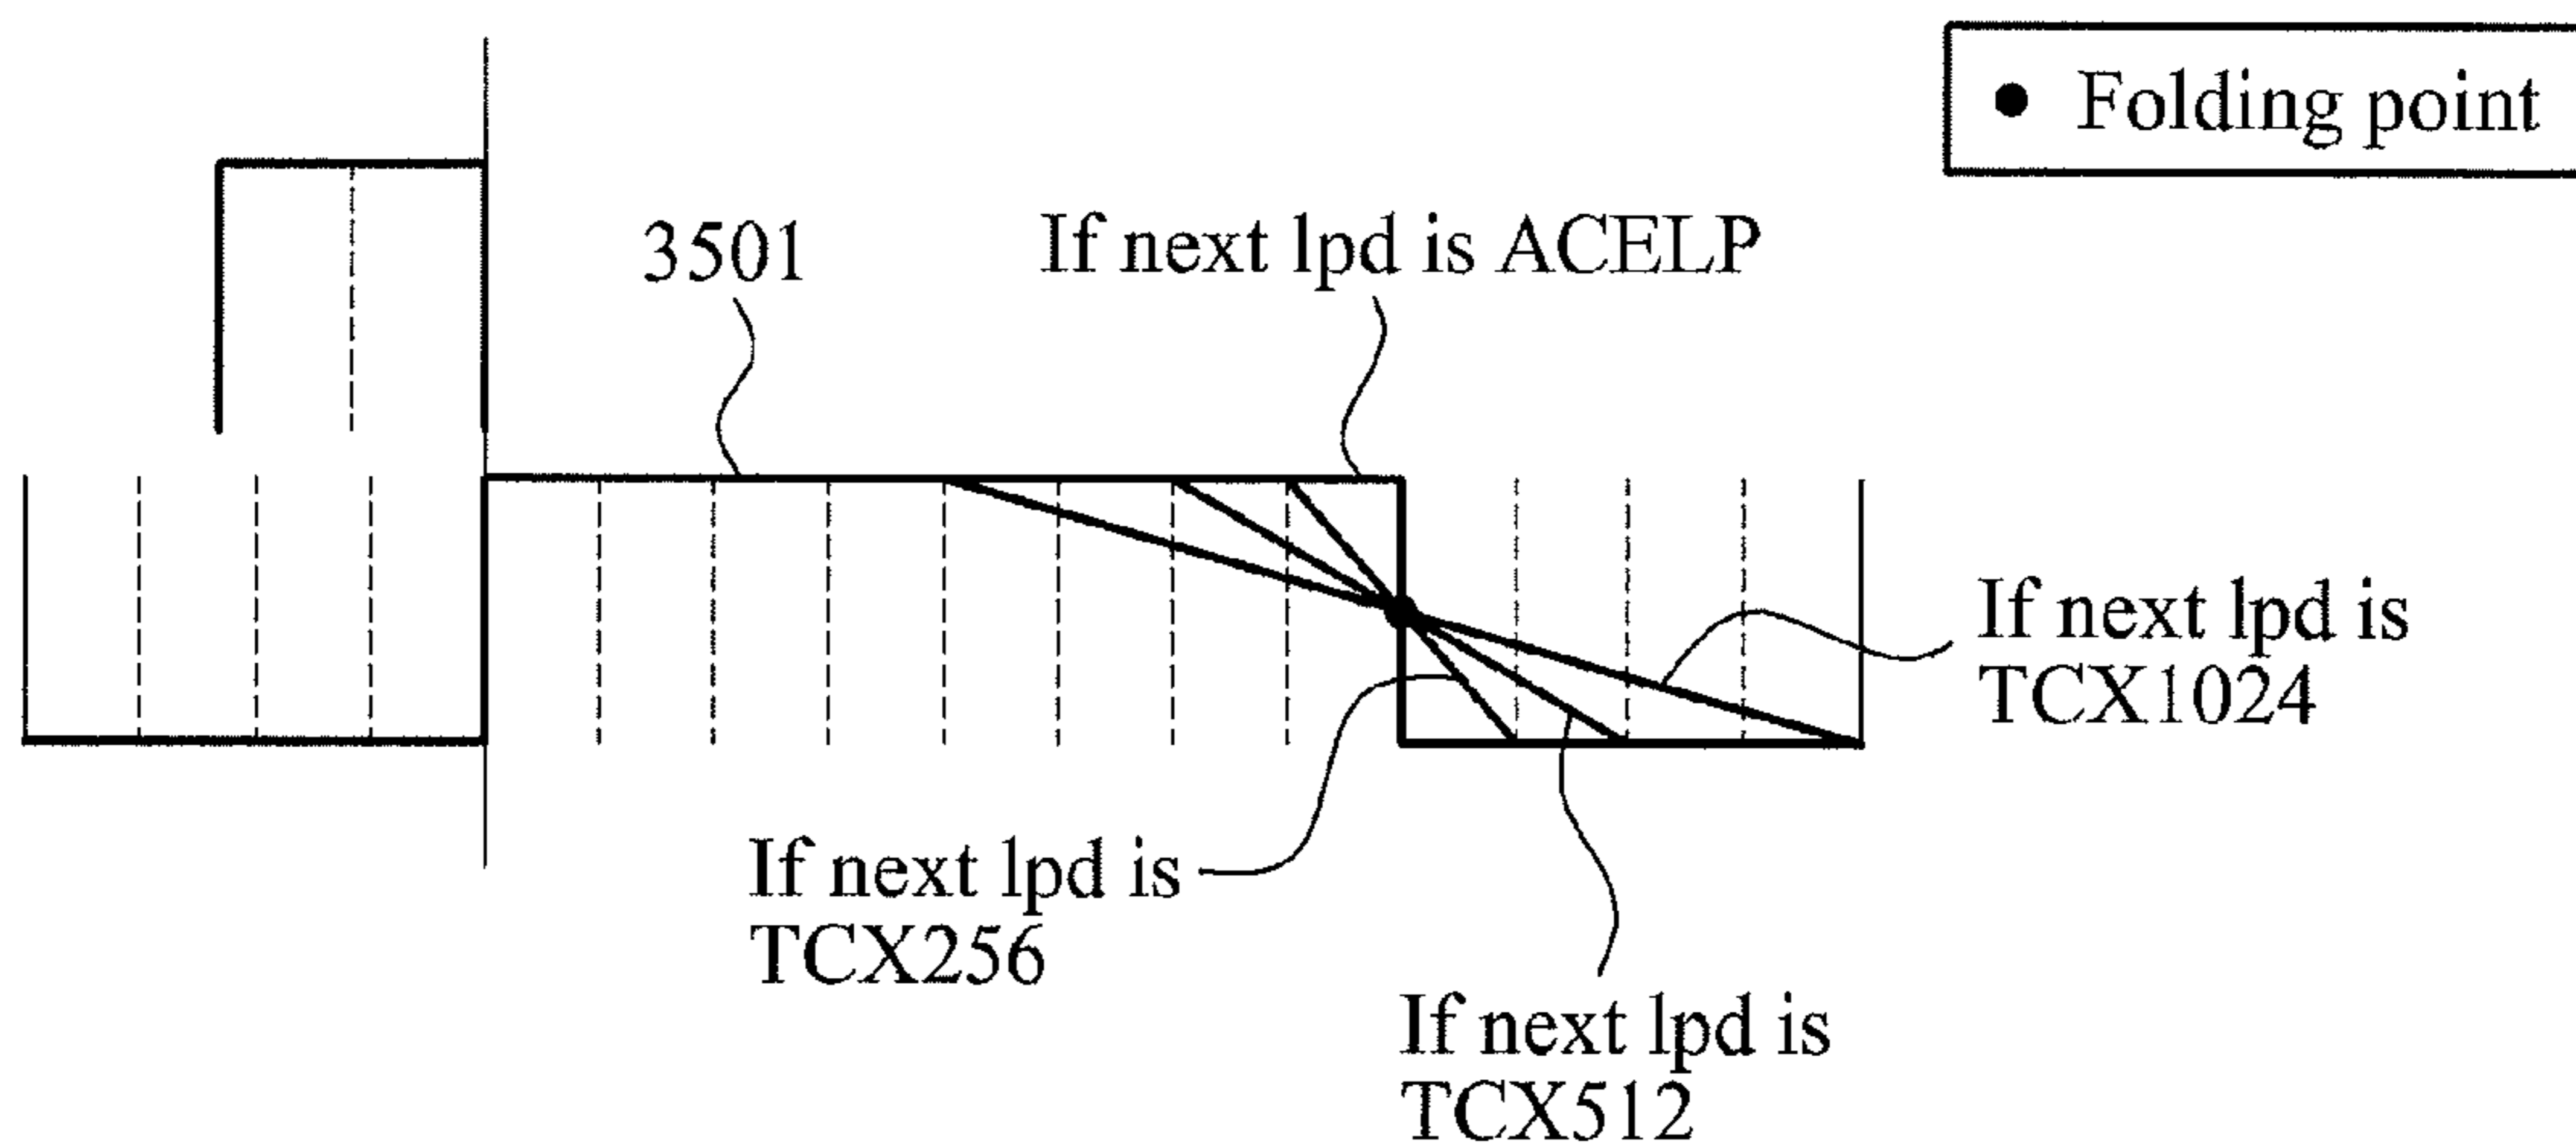 Folding point
3501
If next lpd is ACELP
If next lpd is
TCX1024
If next lpd is
TCX256
If next lpd is
TCX512